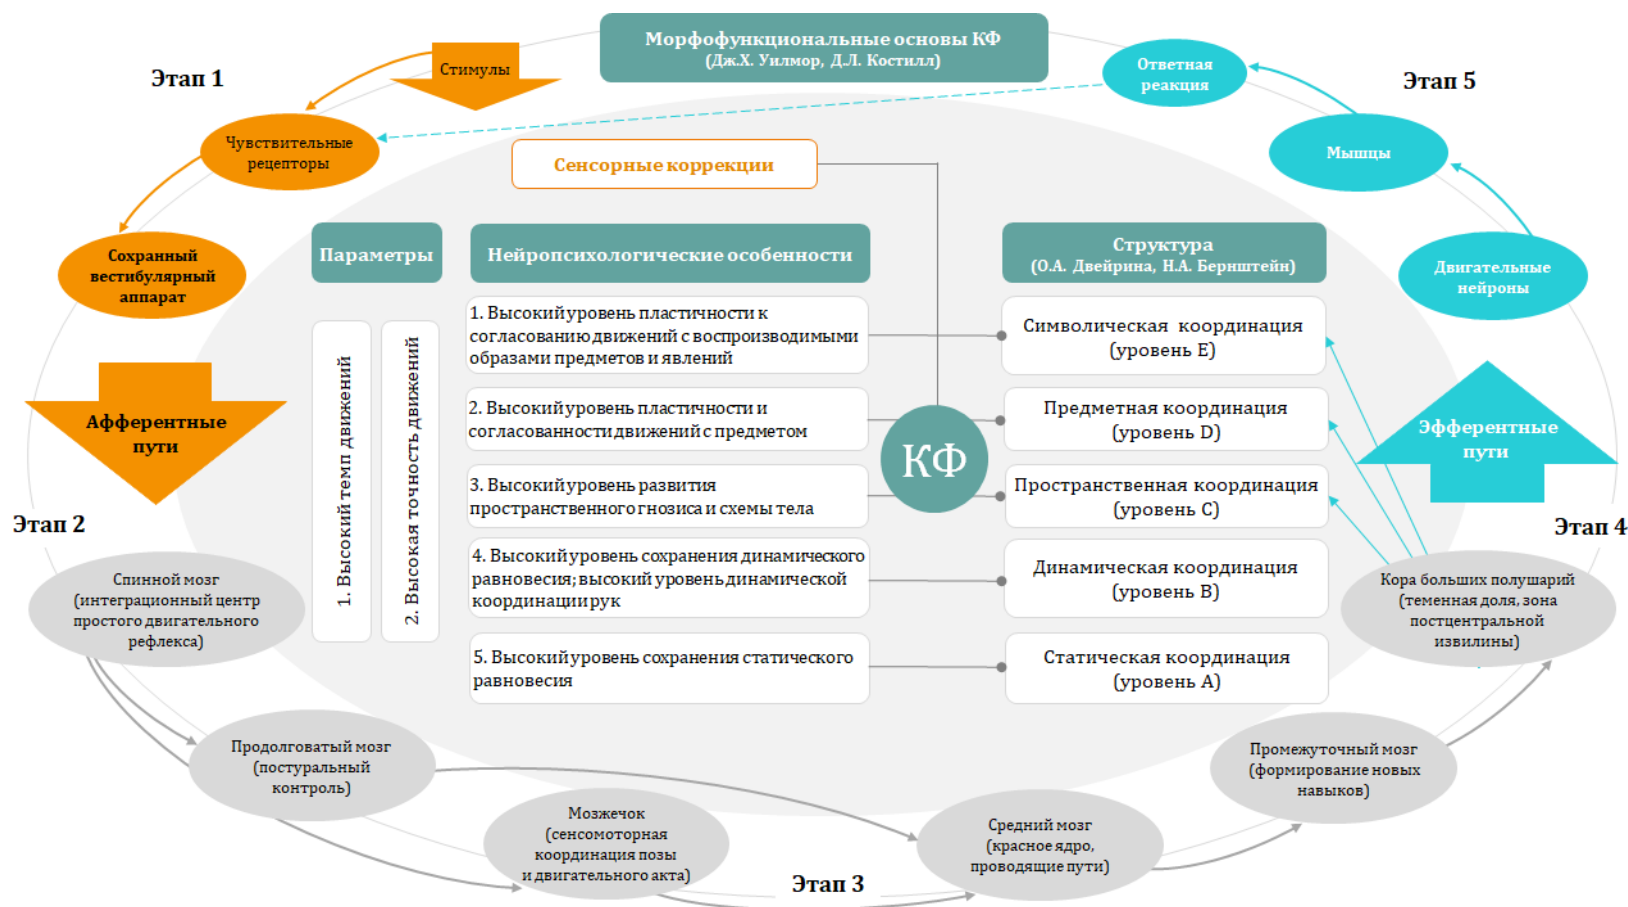 Морфофункциональные основы КФ
(Дж.Х. Уилмор, Д.Л. Костилл)
Этап 1
Стимулы
Чувствительные
рецепторы
Сохранный
вестибулярный
аппарат
Афферентные
пути
Этап 2
Спинной мозг
(интеграционный центр
простого двигательного
рефлекса)
Продолговатый мозг
(постуральный
контроль)
Мозжечок
(сенсомоторная
координация позы
и двигательного акта)
Этап 3
Средний мозг
(красное ядро,
проводящие пути)
Промежуточный мозг
(формирование новых
навыков)
Кора больших полушарий
(теменная доля, зона
постцентральной
извилины)
Этап 4
Эфферентные
пути
Двигательные
нейроны
Мышцы
Ответная
реакция
Этап 5
Сенсорные коррекции
Параметры
1. Высокий темп движений
2. Высокая точность движений
Нейропсихологические особенности
1. Высокий уровень пластичности к
согласованию движений с воспроизводимыми
образами предметов и явлений
2. Высокий уровень пластичности и
согласованности движений с предметом
3. Высокий уровень развития
пространственного гнозиса и схемы тела
4. Высокий уровень сохранения динамического
равновесия; высокий уровень динамической
координации рук
5. Высокий уровень сохранения статического
равновесия
КФ
Структура
(О.А. Двейрина, Н.А. Бернштейн)
Символическая координация
(уровень E)
Предметная координация
(уровень D)
Пространственная координация
(уровень C)
Динамическая координация
(уровень B)
Статическая координация
(уровень A)